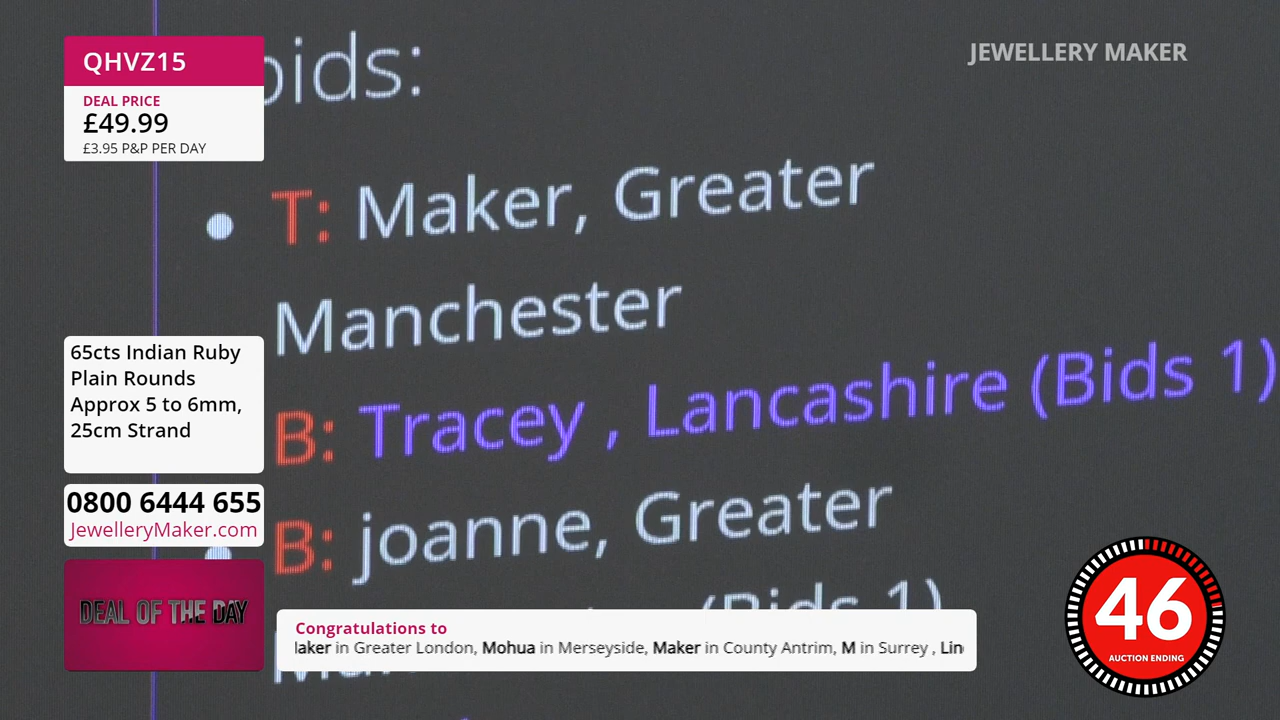 QHVZ15
DEAL PRICE
£49.99
£3.95 P&P PER DAY
JEWELLERY MAKER
bids:
T: Maker, Greater
Manchester
B: Tracey , Lancashire (Bids 1)
B: joanne, Greater
(Bids 1)
65cts Indian Ruby
Plain Rounds
Approx 5 to 6mm,
25cm Strand
0800 6444 655
JewelleryMaker.com
DEAL OF THE DAY
Congratulations to
in Greater London, Mohua in Merseyside, Maker in County Antrim, M in Surrey ,
46
AUCTION ENDING